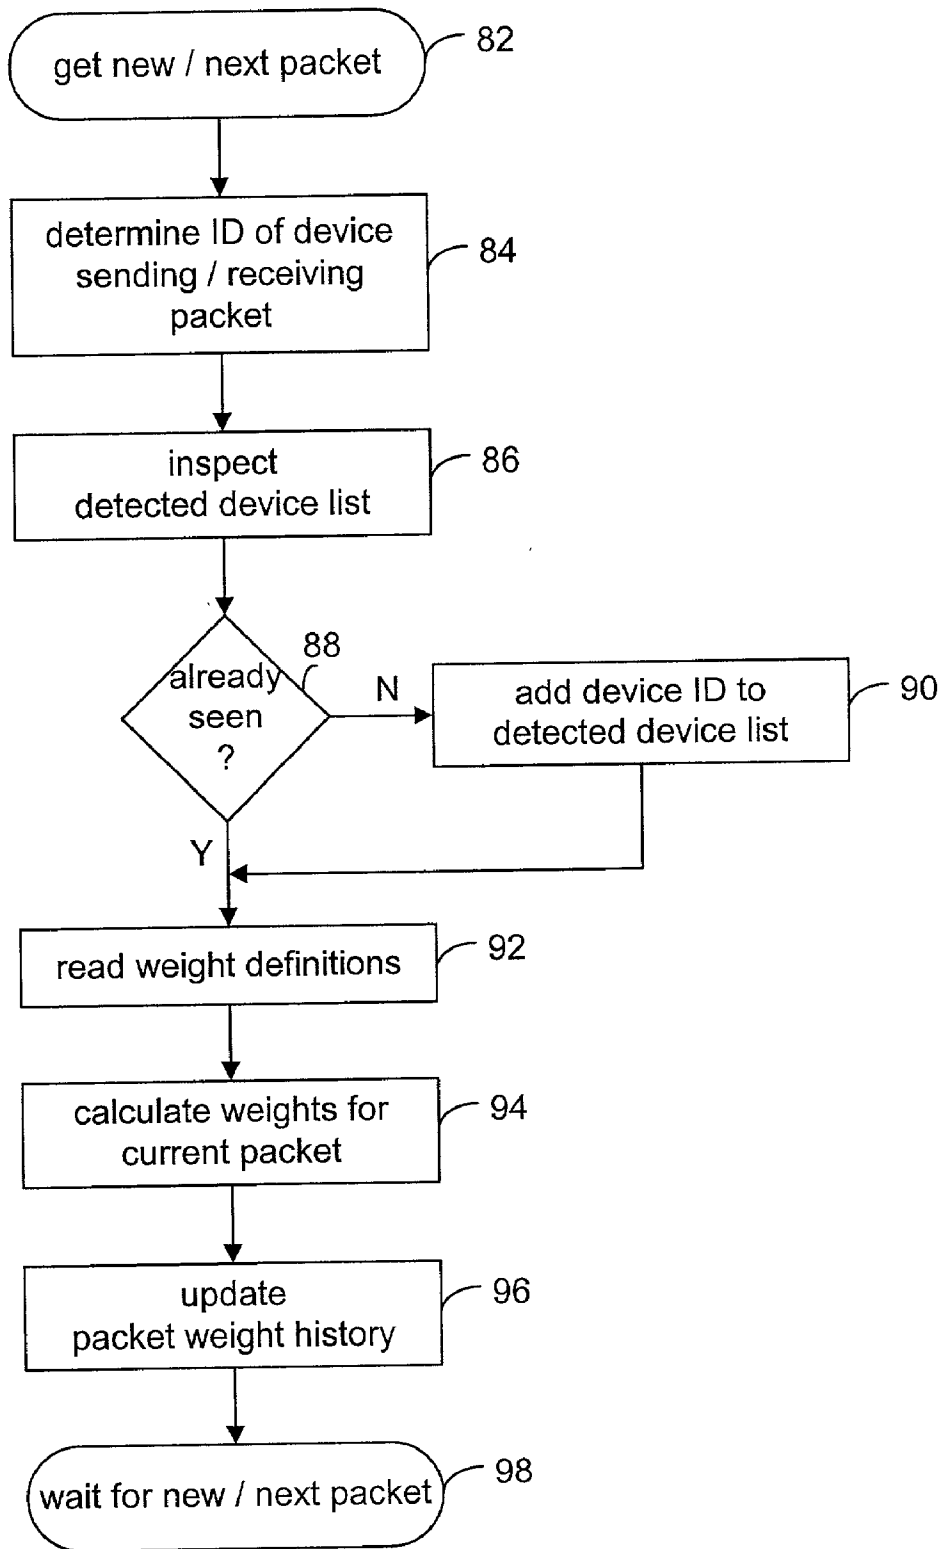 get new / next packet
82
determine ID of device
sending / receiving
packet
84
inspect
detected device list
86
already
seen
?
88
N
add device ID to
detected device list
90
Y
read weight definitions
92
calculate weights for
current packet
94
update
packet weight history
96
wait for new / next packet
98